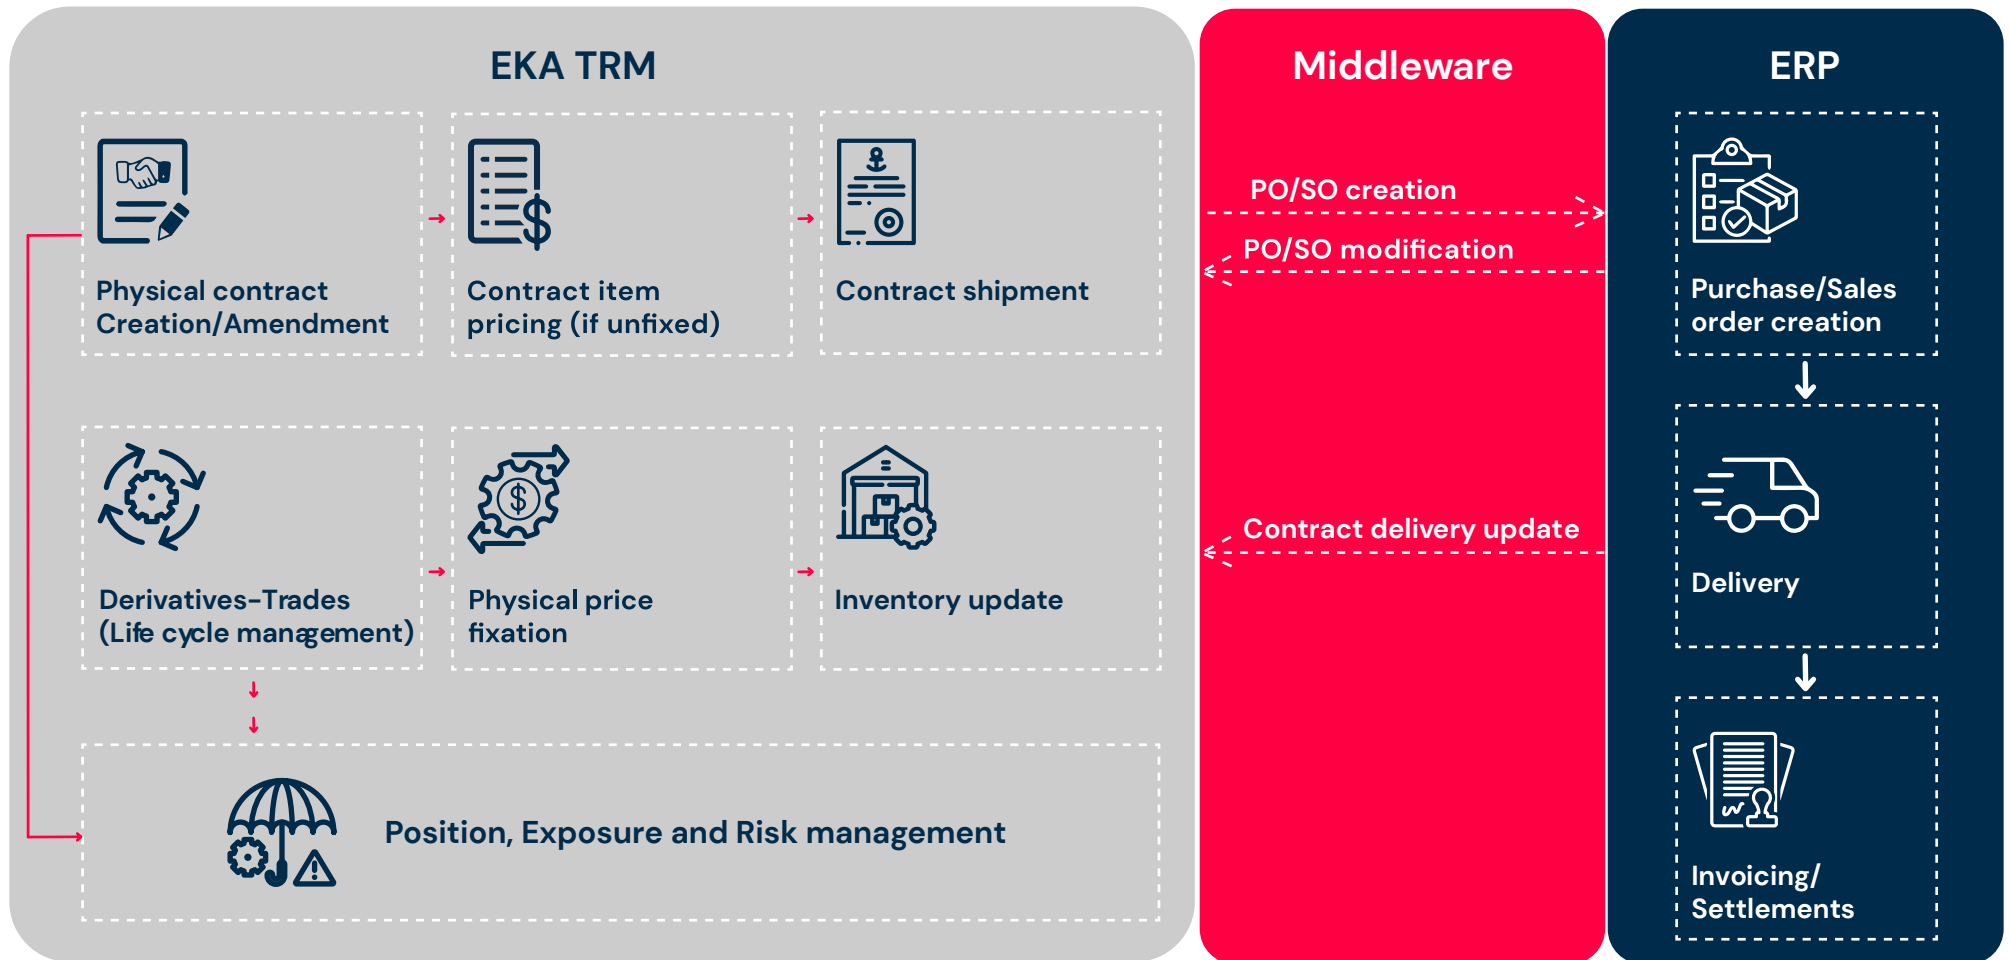 EKA TRM
Middleware
ERP
Physical contract
Creation/Amendment
Contract item
pricing (if unfixed)
Contract shipment
PO/SO creation
PO/SO modification
Purchase/Sales
order creation
Derivatives-Trades
(Life cycle management)
Physical price
fixation
Inventory update
Contract delivery update
Delivery
Position, Exposure and Risk management
Invoicing/
Settlements